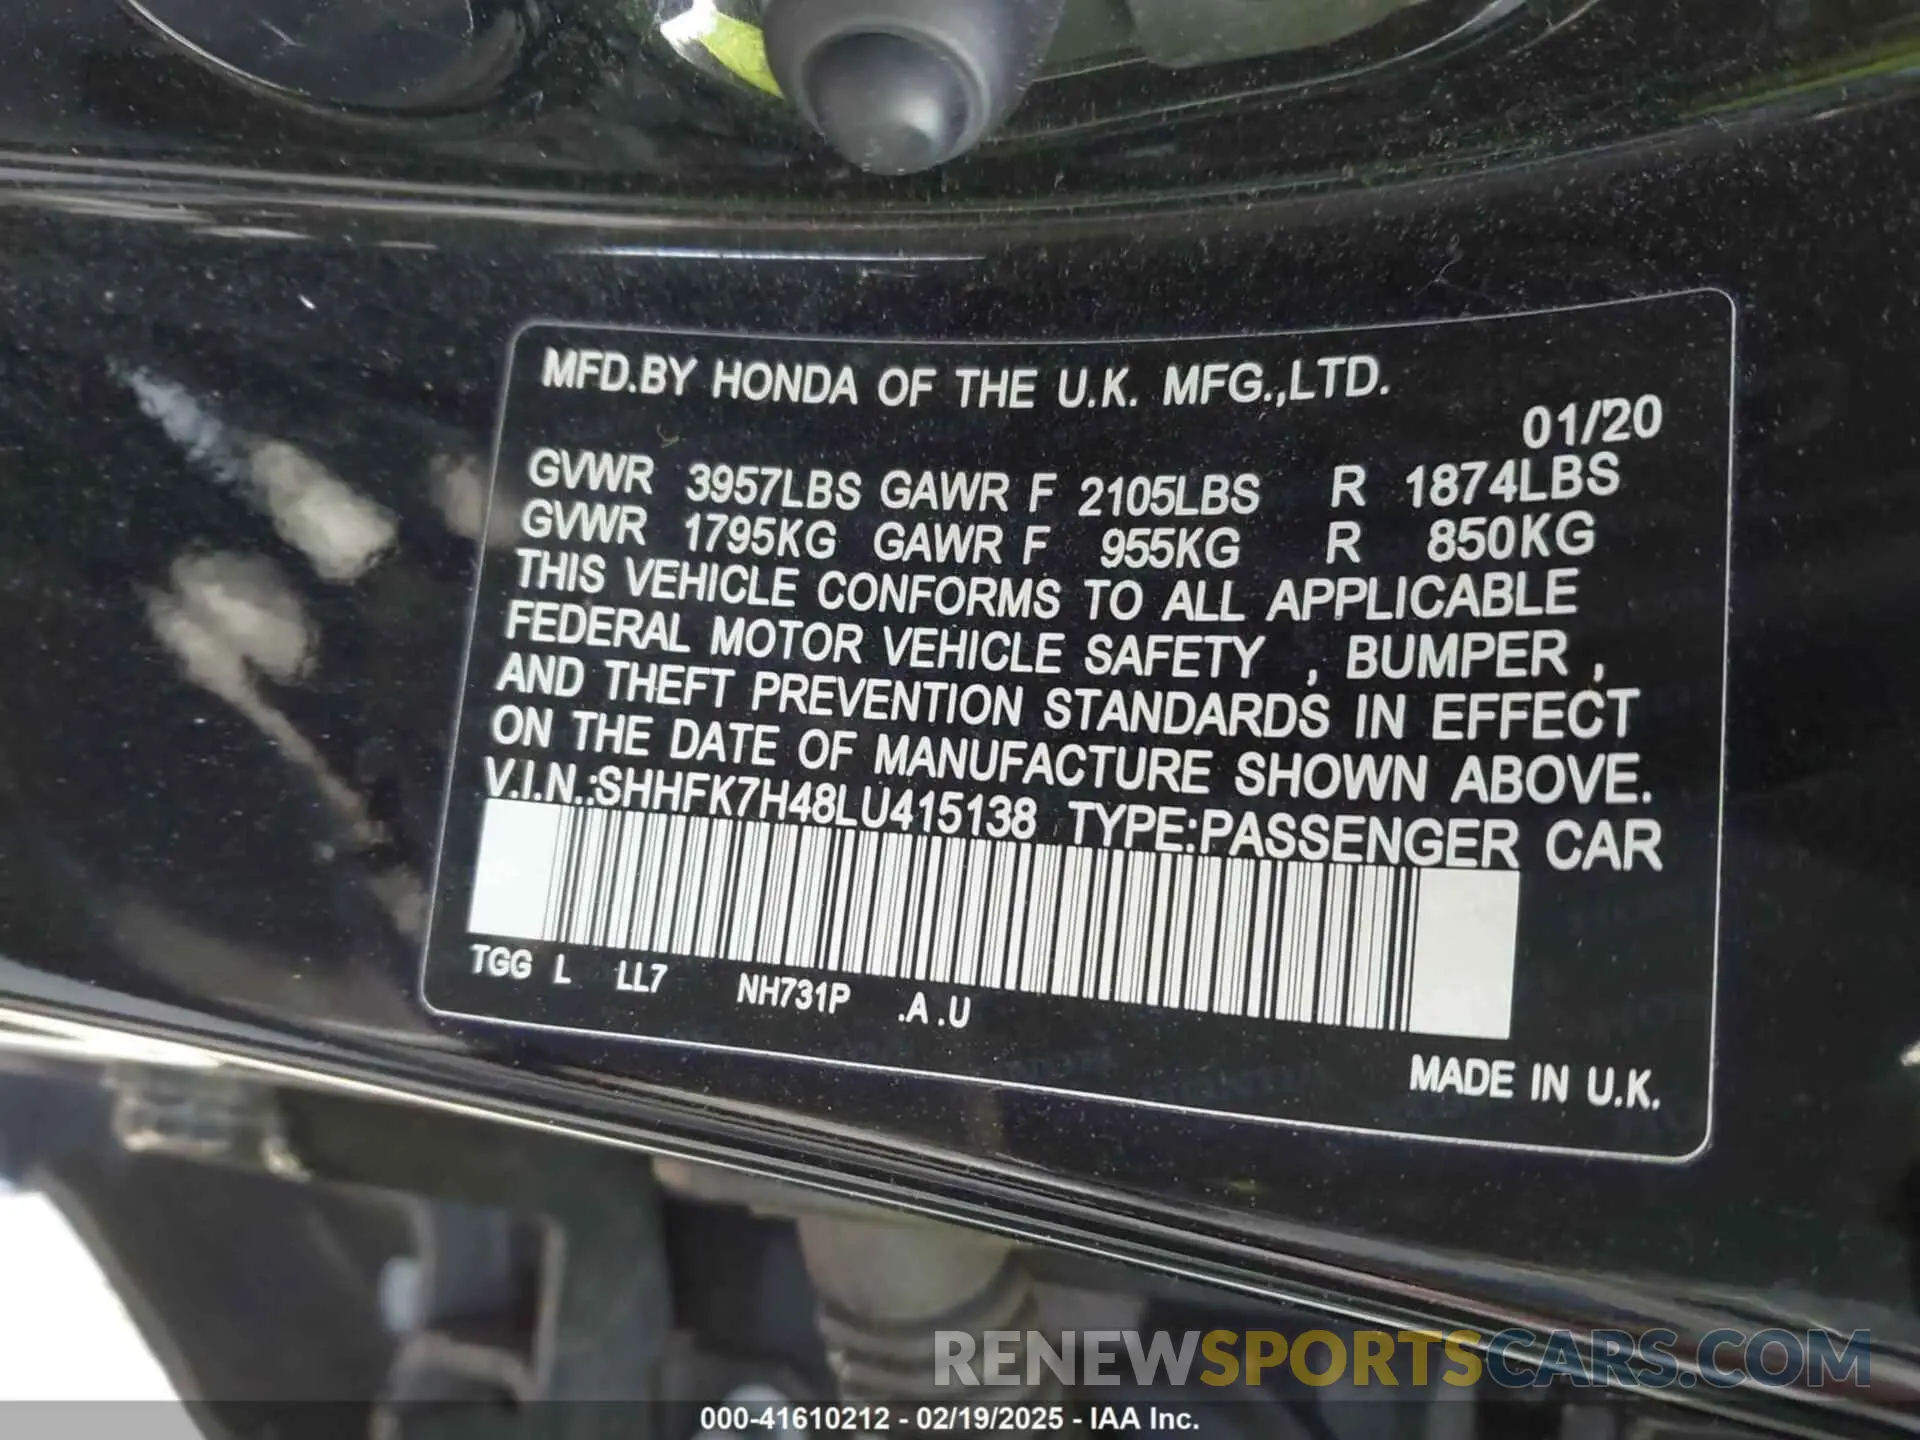 MFD.BY HONDA OF THE U.K. MFG.,LTD.
01/20
GVWR 3957LBS GAWR F 2105LBS R 1874LBS
GVWR 1795KG GAWR F 955KG R 850KG
THIS VEHICLE CONFORMS TO ALL APPLICABLE
FEDERAL MOTOR VEHICLE SAFETY , BUMPER ,
AND THEFT PREVENTION STANDARDS IN EFFECT
ON THE DATE OF MANUFACTURE SHOWN ABOVE.
V.I.N.:SHHFK7H48LU415138 TYPE:PASSENGER CAR
TGG L LL7 NH731P .A.U
MADE IN U.K.
RENEWSPORTSCARS.COM
000-41610212 - 02/19/2025 - IAA Inc.